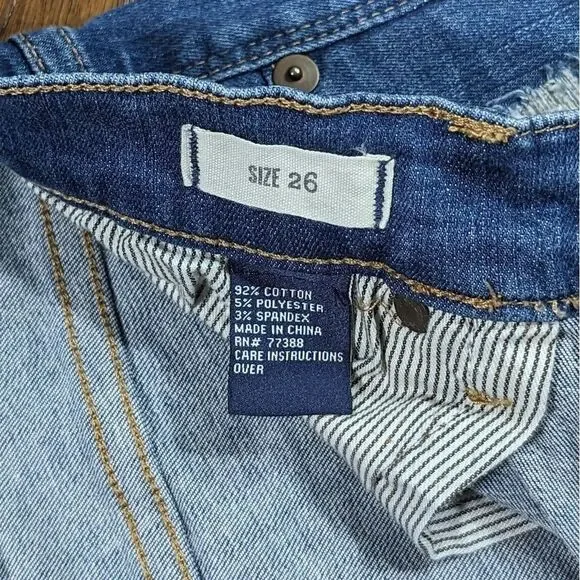 SIZE 26
92% COTTON
5% POLYESTER
3% SPANDEX
MADE IN CHINA
RN# 77388
CARE INSTRUCTIONS
OVER